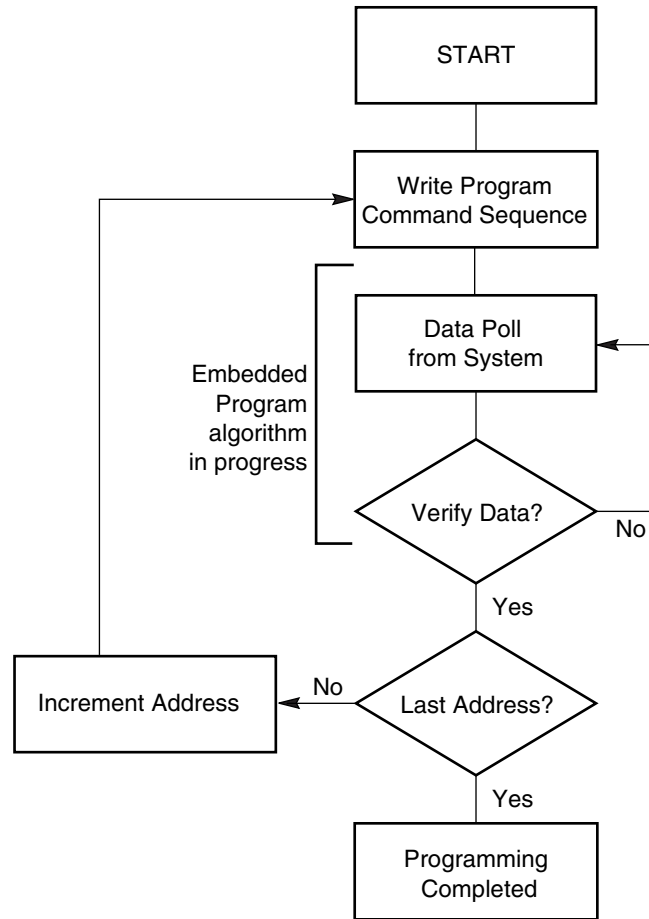 START
Write Program
Command Sequence
Data Poll
from System
Embedded
Program
algorithm
in progress
Verify Data?
No
Yes
Increment Address
No
Last Address?
Yes
Programming
Completed